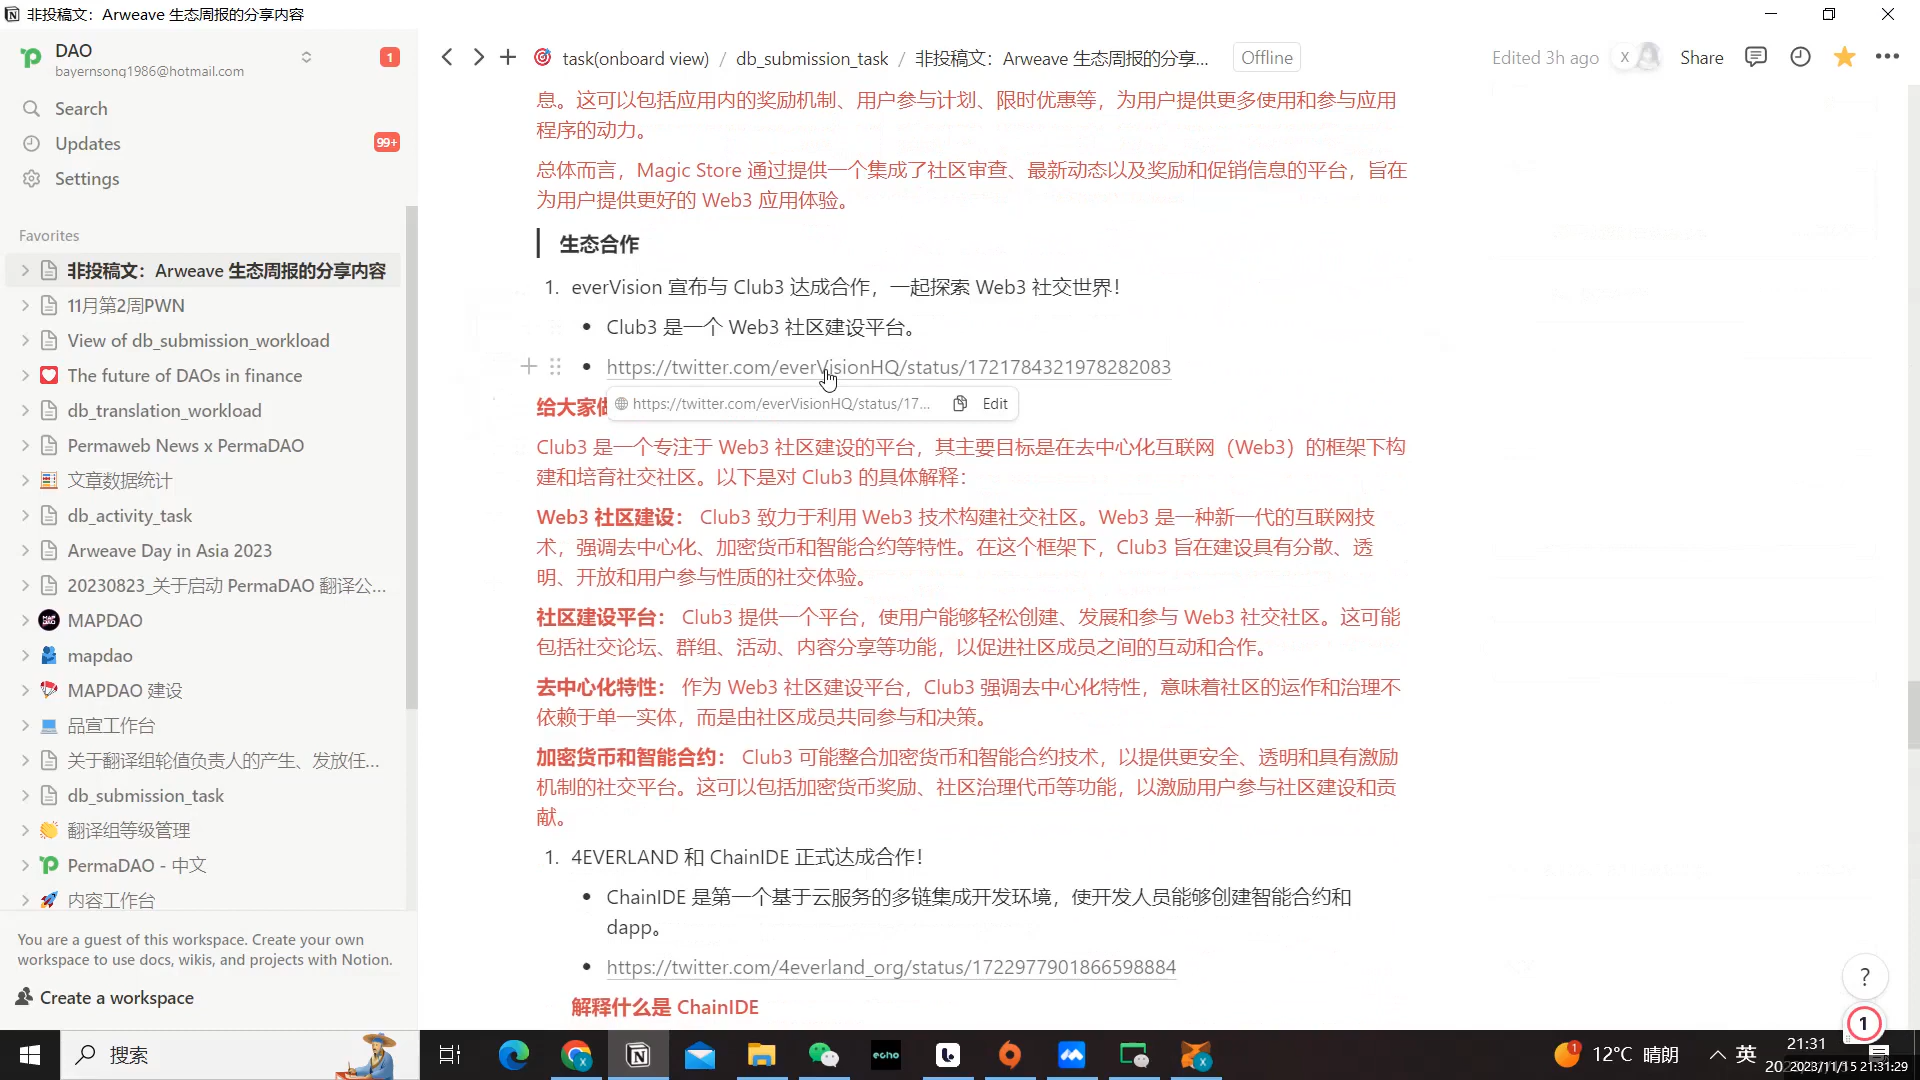 非投稿文：Arweave 生态周报的分享内容
DAO
bayernsong1986@hotmail.com
1
Search
Updates
99+
Settings
Favorites
非投稿文：Arweave 生态周报的分享内容
11月第2周PWN
View of db_submission_workload
The future of DAOs in finance
db_translation_workload
Permaweb News x PermaDAO
文章数据统计
db_activity_task
Arweave Day in Asia 2023
20230823_关于启动 PermaDAO 翻译公...
MAPDAO
mapdao
MAPDAO 建设
品宣工作台
关于翻译组轮值负责人的产生、发放任...
db_submission_task
翻译组等级管理
PermaDAO - 中文
内容工作台
You are a guest of this workspace. Create your own
workspace to use docs, wikis, and projects with Notion.
Create a workspace
task(onboard view) / db_submission_task / 非投稿文：Arweave 生态周报的分享... Offline
Edited 3h ago X Share
息。这可以包括应用内的奖励机制、用户参与计划、限时优惠等，为用户提供更多使用和参与应用
程序的动力。
总体而言，Magic Store 通过提供一个集成了社区审查、最新动态以及奖励和促销信息的平台，旨在
为用户提供更好的 Web3 应用体验。
生态合作
1. everVision 宣布与 Club3 达成合作，一起探索 Web3 社交世界！
• Club3 是一个 Web3 社区建设平台。
• https://twitter.com/everVisionHQ/status/1721784321978282083
给大家做
https://twitter.com/everVisionHQ/status/17... Edit
Club3 是一个专注于 Web3 社区建设的平台，其主要目标是在去中心化互联网（Web3）的框架下构
建和培育社交社区。以下是对 Club3 的具体解释：
Web3 社区建设： Club3 致力于利用 Web3 技术构建社交社区。Web3 是一种新一代的互联网技
术，强调去中心化、加密货币和智能合约等特性。在这个框架下，Club3 旨在建设具有分散、透
明、开放和用户参与性质的社交体验。
社区建设平台： Club3 提供一个平台，使用户能够轻松创建、发展和参与 Web3 社交社区。这可能
包括社交论坛、群组、活动、内容分享等功能，以促进社区成员之间的互动和合作。
去中心化特性： 作为 Web3 社区建设平台，Club3 强调去中心化特性，意味着社区的运作和治理不
依赖于单一实体，而是由社区成员共同参与和决策。
加密货币和智能合约： Club3 可能整合加密货币和智能合约技术，以提供更安全、透明和具有激励
机制的社交平台。这可以包括加密货币奖励、社区治理代币等功能，以激励用户参与社区建设和贡
献。
1. 4EVERLAND 和 ChainIDE 正式达成合作！
• ChainIDE 是第一个基于云服务的多链集成开发环境，使开发人员能够创建智能合约和
dapp。
• https://twitter.com/4everland_org/status/1722977901866598884
解释什么是 ChainIDE
?
1
搜索
echo
1
12°C 晴朗
英
21:31
2023/11/15 21:31:29